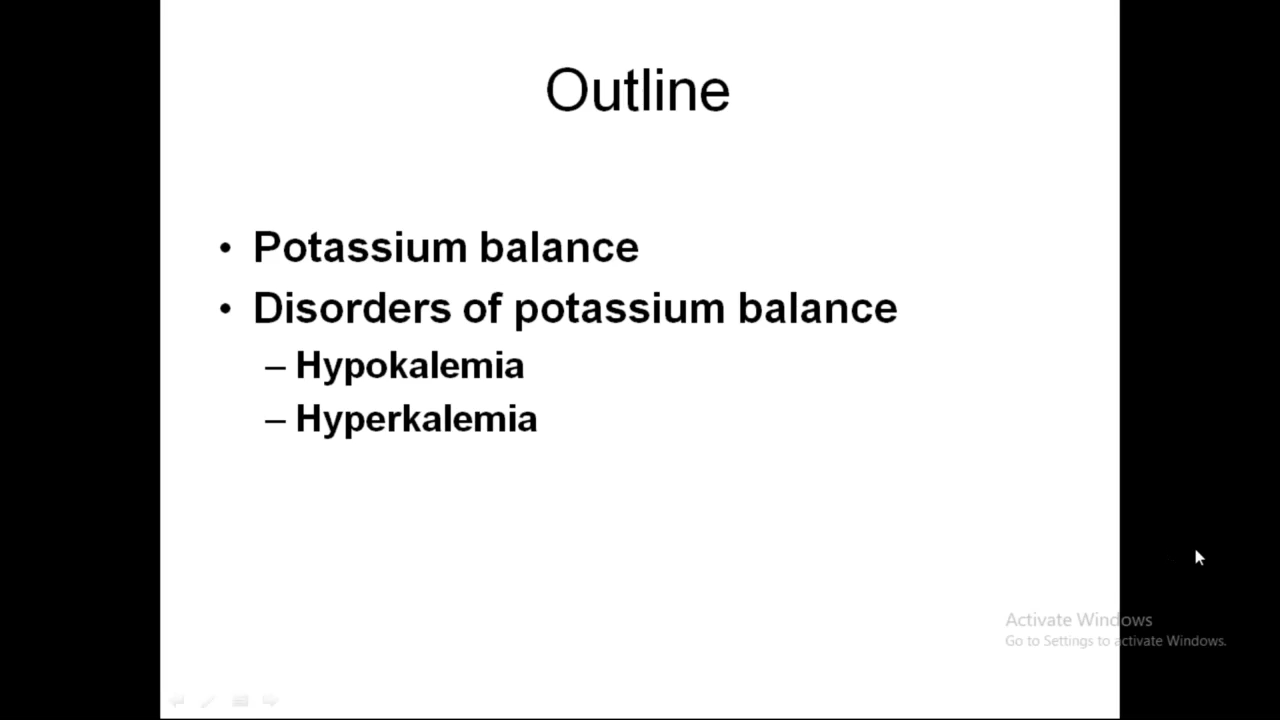 Outline
• Potassium balance
• Disorders of potassium balance
– Hypokalemia
– Hyperkalemia
Activate Windows
Go to Settings to activate Windows.